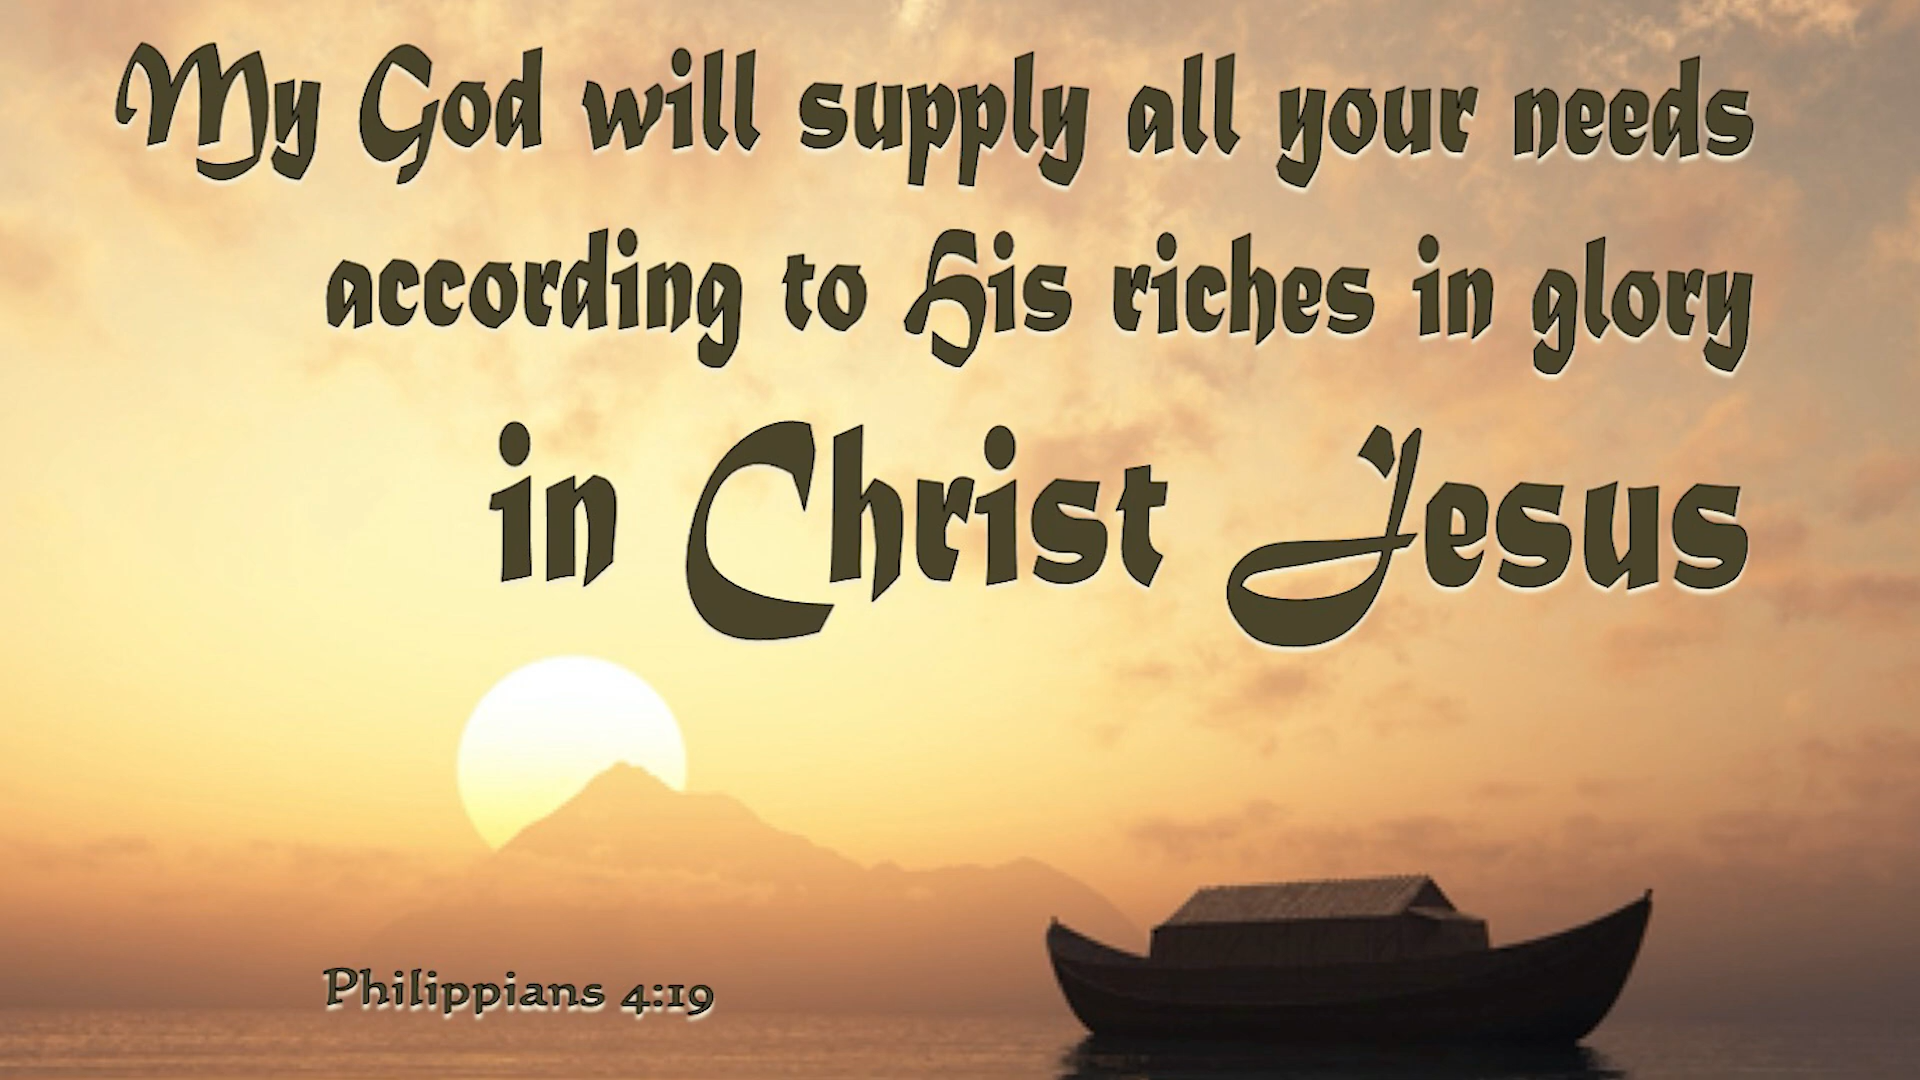 My God will supply all your needs
according to His riches in glory
in Christ Jesus
Philippians 4:19